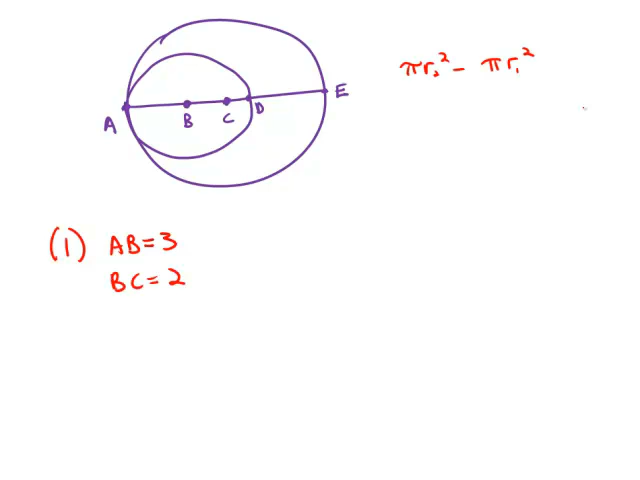 πr₂² – πr₁²
A B C D E
(1) AB=3
BC=2